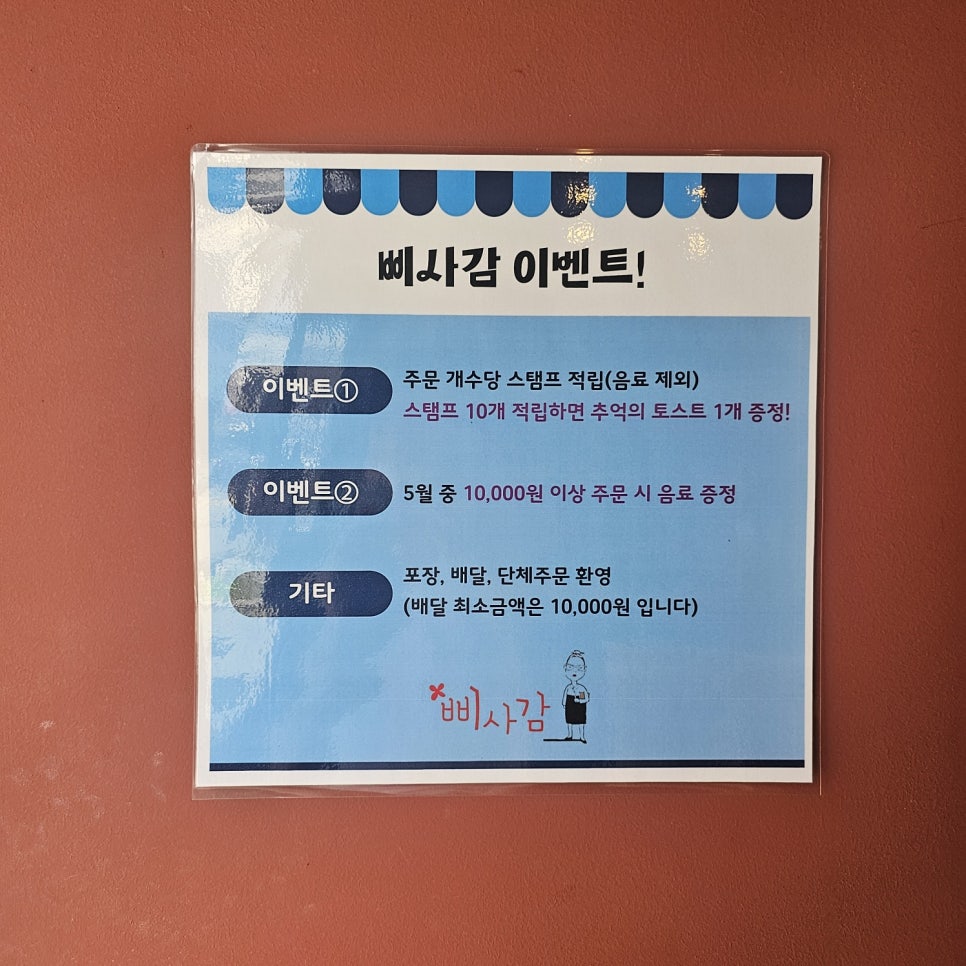 삐사감 이벤트!
이벤트①
주문 개수당 스탬프 적립(음료 제외)
스탬프 10개 적립하면 추억의 토스트 1개 증정!
이벤트②
5월 중 10,000원 이상 주문 시 음료 증정
기타
포장, 배달, 단체주문 환영
(배달 최소금액은 10,000원 입니다)
삐사감